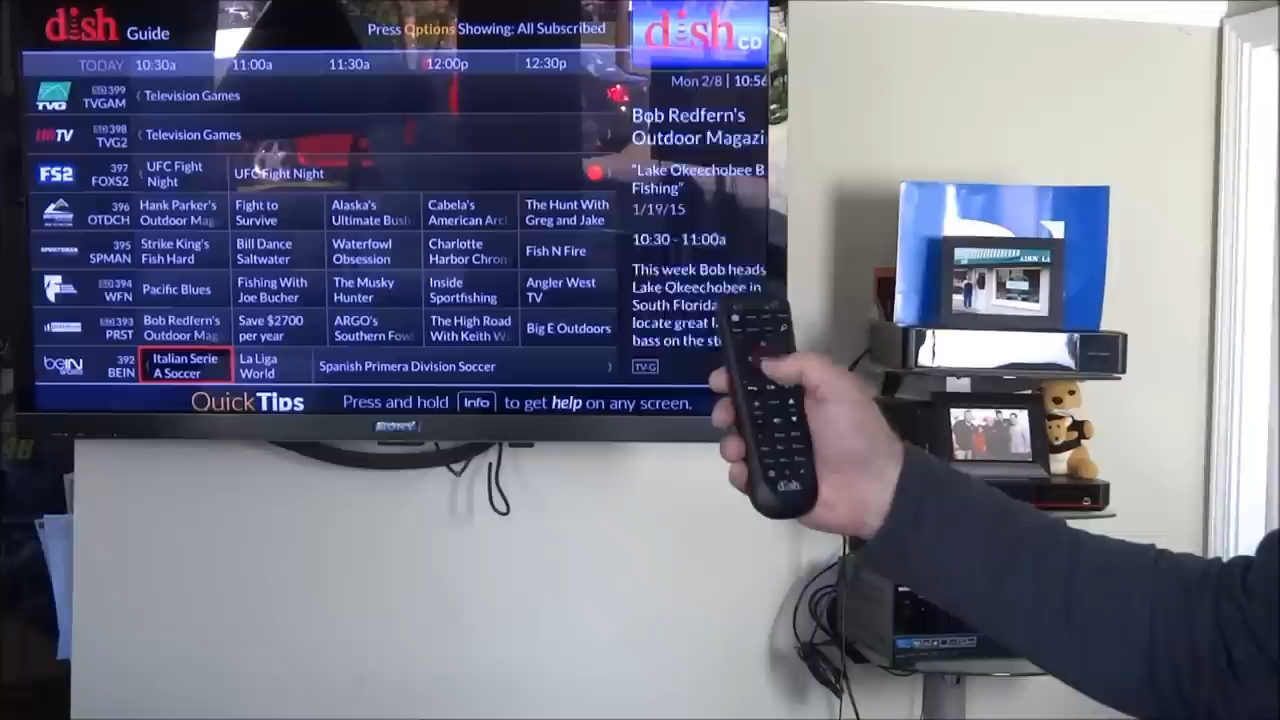 dish Guide
Press Options Showing: All Subscribed
dish CD
TODAY 10:30a 11:00a 11:30a 12:00p 12:30p
Mon 2/8 | 10:56
TVG 399 TVGAM Television Games
TV 398 TVG2 Television Games
FS2 397 FOXS2 UFC Fight Night UFC Fight Night
396 OTDCH Hank Parker's Outdoor Mag Fight to Survive Alaska's Ultimate Bush Cabela's American Arc The Hunt With Greg and Jake
395 SPMAN Strike King's Fish Hard Bill Dance Saltwater Waterfowl Obsession Charlotte Harbor Chron Fish N Fire
394 WFN Pacific Blues Fishing With Joe Bucher The Musky Hunter Inside Sportfishing Angler West TV
393 PRST Bob Redfern's Outdoor Mag Save $2700 per year ARGO's Southern Fow The High Road With Keith W Big E Outdoors
beIN SPORTS 392 BEIN Italian Serie A Soccer La Liga World Spanish Primera Division Soccer
Bob Redfern's
Outdoor Magazi
"Lake Okeechobee B
Fishing"
1/19/15
10:30 - 11:00a
This week Bob heads
Lake Okeechobee in
South Florida
locate great l
bass on the st
TV-G
QuickTips Press and hold Info to get help on any screen.
SONY
dish